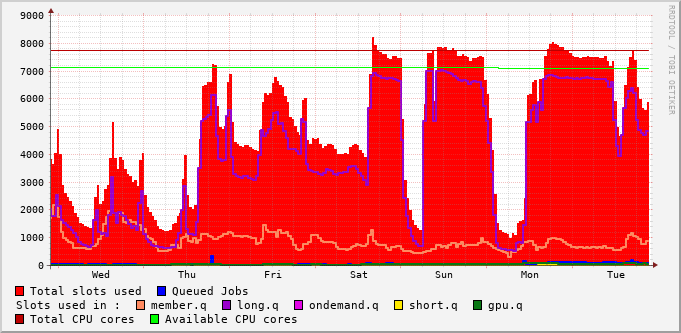 9000
8000
7000
6000
5000
4000
3000
2000
1000
0
Wed Thu Fri Sat Sun Mon Tue
RRDTOOL / TOBI OETIKER
Total slots used Queued Jobs
Slots used in : member.q long.q ondemand.q short.q gpu.q
Total CPU cores Available CPU cores